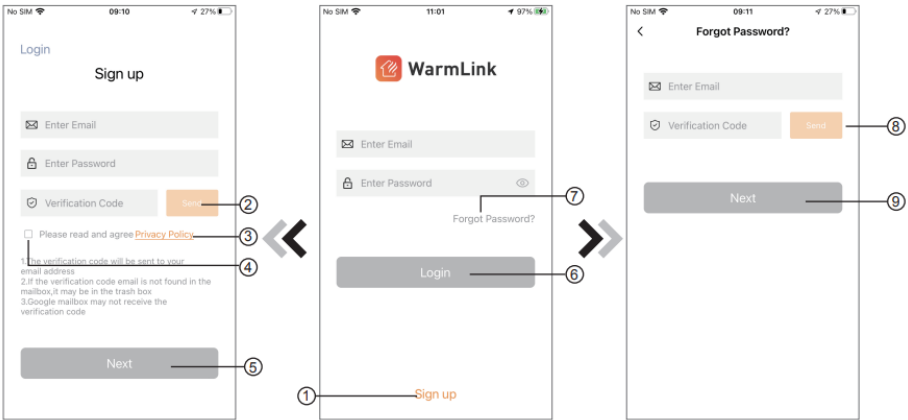 No SIM 09:10 27%
Login
Sign up
Enter Email
Enter Password
Verification Code Send ②
Please read and agree Privacy Policy ③
④
1.The verification code will be sent to your
email address
2.If the verification code email is not found in the
mailbox,it may be in the trash box
3.Google mailbox may not receive the
verification code
Next ⑤
No SIM 11:01 97%
WarmLink
Enter Email
Enter Password
⑦
Forgot Password?
Login ⑥
① Sign up
No SIM 09:11 27%
Forgot Password?
Enter Email
Verification Code Send ⑧
Next ⑨